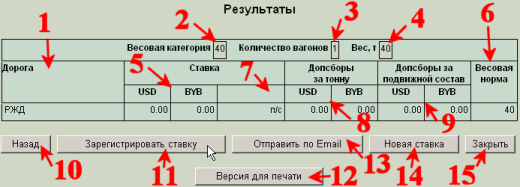 Результаты
1 2 3 4 6
Весовая категория 40 Количество вагонов 1 Вес, т 40
Дорога Ставка Допсборы за тонну Допсборы за подвижной состав Весовая норма
5 7
USD BYB USD BYB USD BYB
РЖД 0.00 0.00 п/с 0.00 0.00 0.00 0.00 40
8 9
Назад Зарегистрировать ставку Отправить по Email Новая ставка Закрыть
10 11 13 14 15
Версия для печати 12